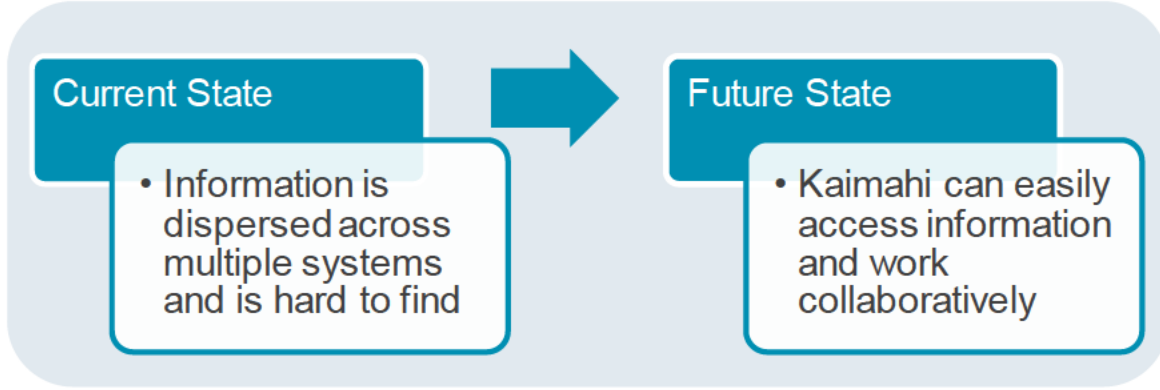 Current State
• Information is
dispersed across
multiple systems
and is hard to find
Future State
• Kaimahi can easily
access information
and work
collaboratively